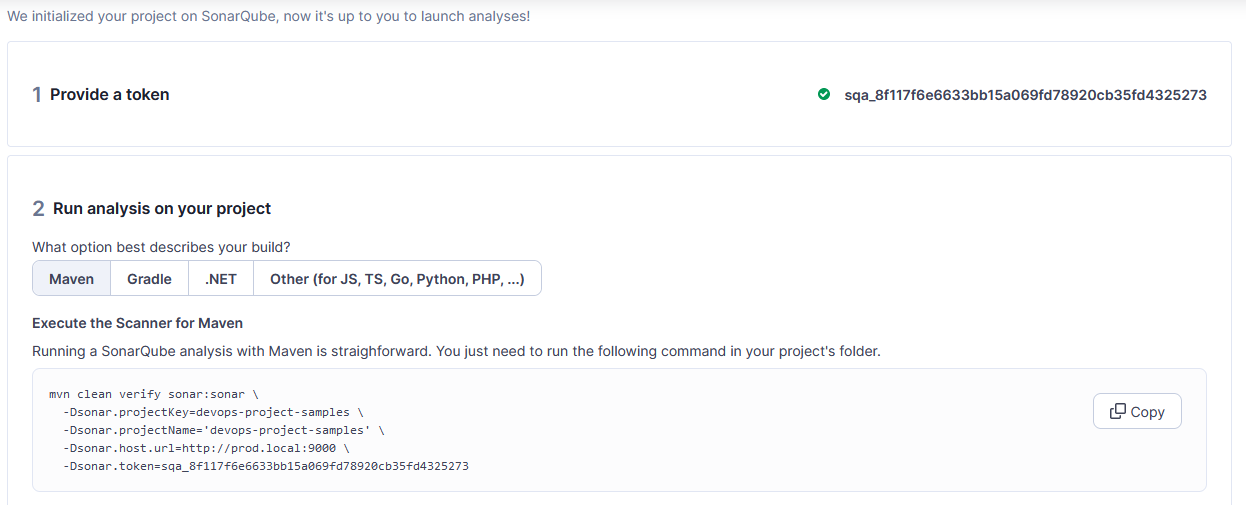 We initialized your project on SonarQube, now it's up to you to launch analyses!
1 Provide a token
sqa_8f117f6e6633bb15a069fd78920cb35fd4325273
2 Run analysis on your project
What option best describes your build?
Maven Gradle .NET Other (for JS, TS, Go, Python, PHP, ...)
Execute the Scanner for Maven
Running a SonarQube analysis with Maven is straighforward. You just need to run the following command in your project's folder.
mvn clean verify sonar:sonar \
-Dsonar.projectKey=devops-project-samples \
-Dsonar.projectName='devops-project-samples' \
-Dsonar.host.url=http://prod.local:9000 \
-Dsonar.token=sqa_8f117f6e6633bb15a069fd78920cb35fd4325273
Copy